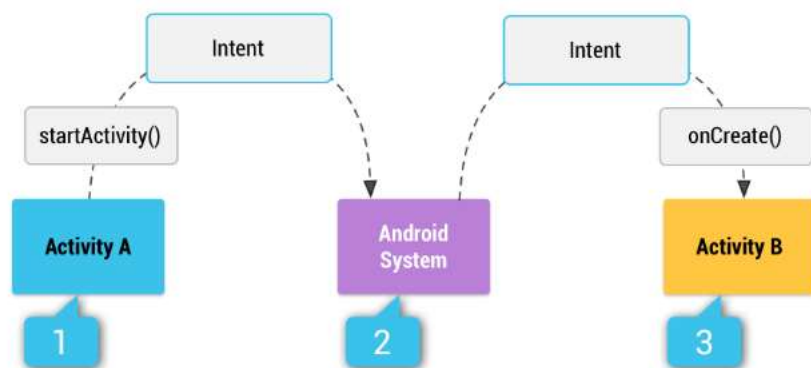 Intent
Intent
startActivity()
onCreate()
Activity A
Android
System
Activity B
1
2
3